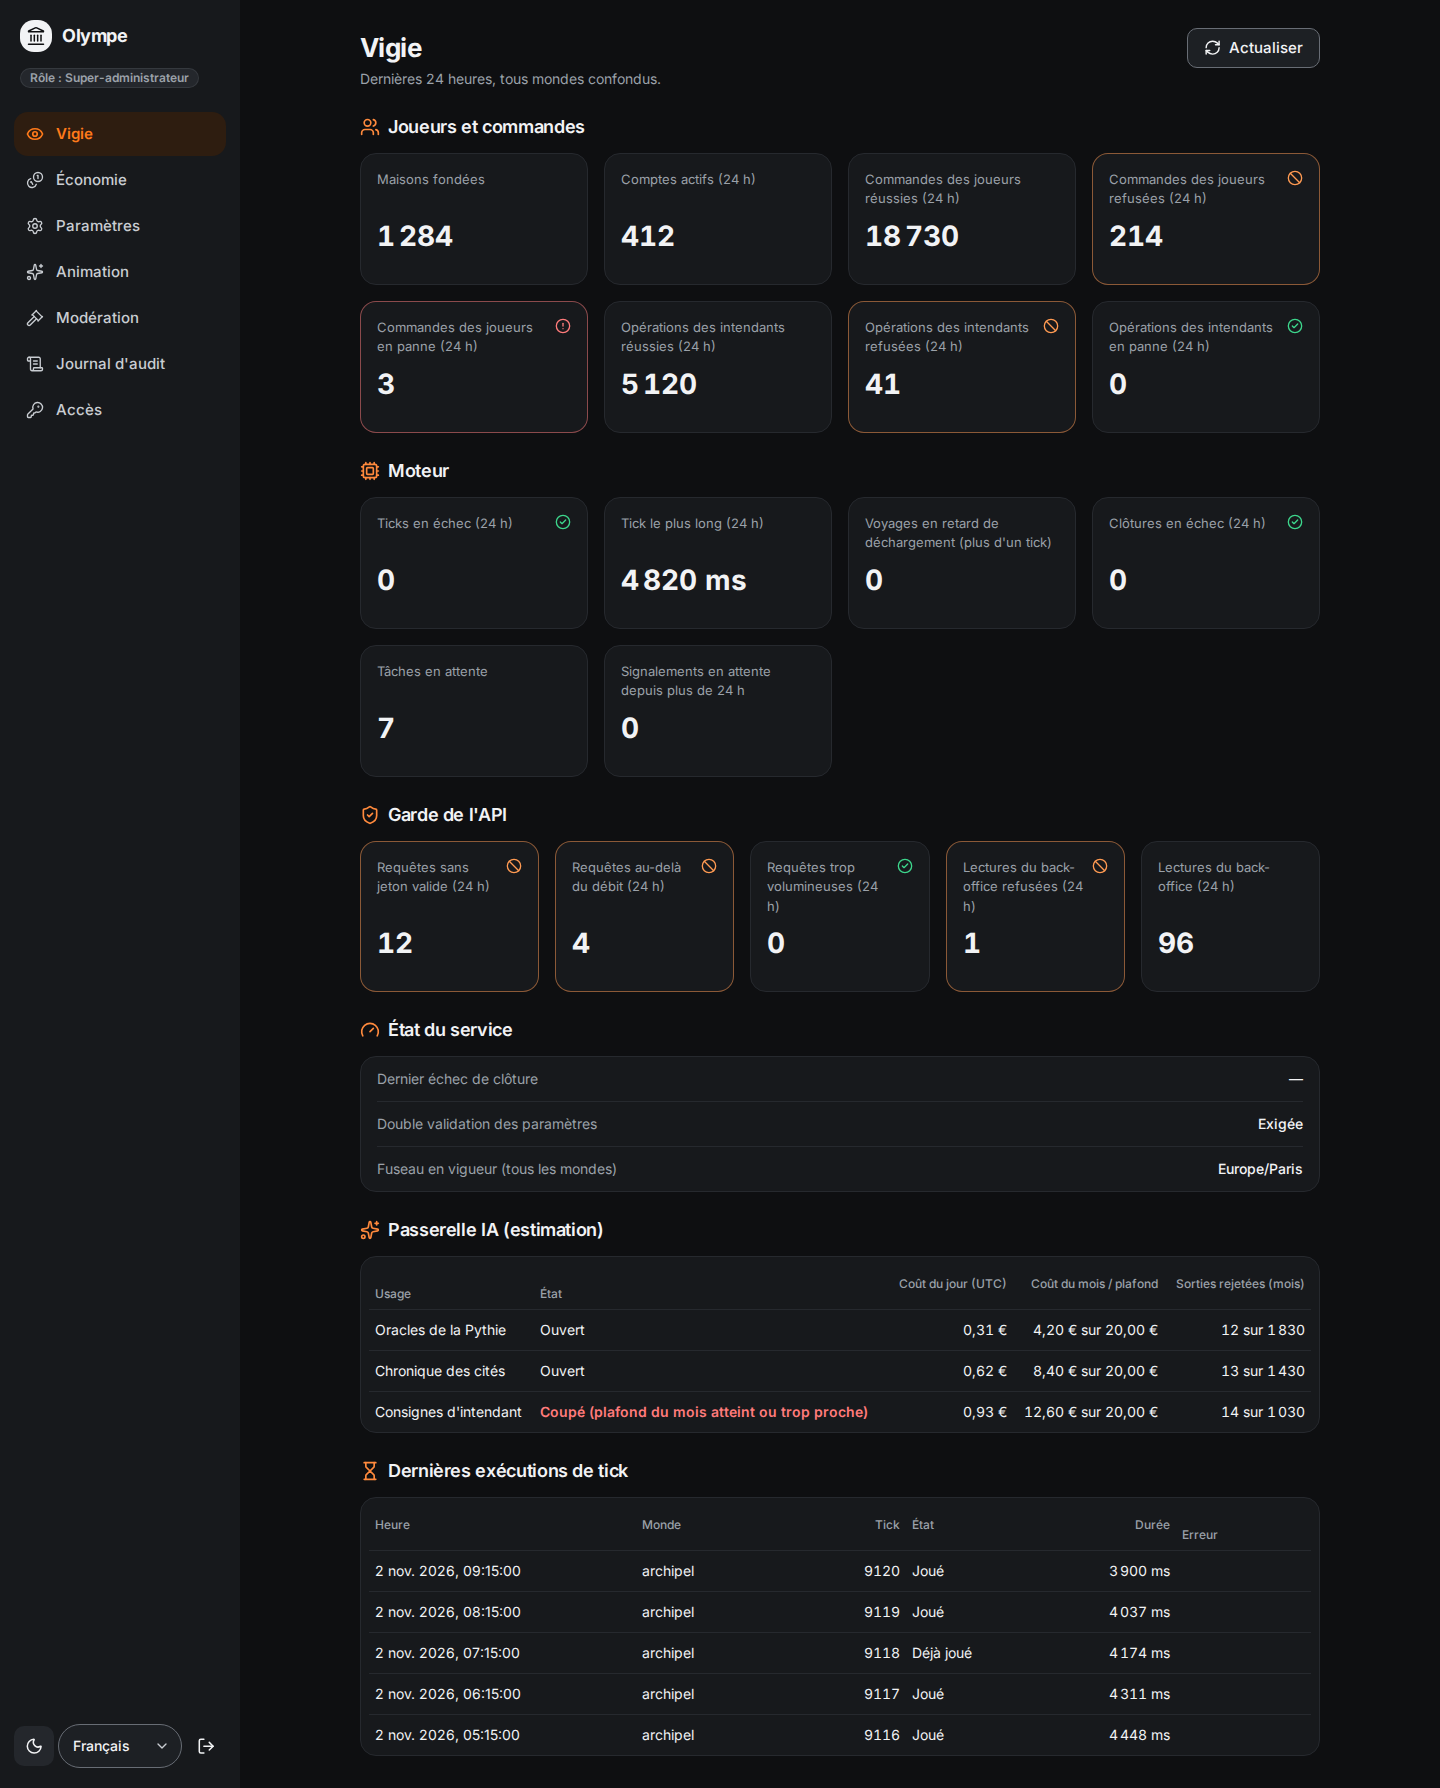 Olympe
Rôle : Super-administrateur
Vigie
Économie
Paramètres
Animation
Modération
Journal d'audit
Accès
Français
Vigie
Dernières 24 heures, tous mondes confondus.
Actualiser
Joueurs et commandes
Maisons fondées
1 284
Comptes actifs (24 h)
412
Commandes des joueurs
réussies (24 h)
18 730
Commandes des joueurs
refusées (24 h)
214
Commandes des joueurs
en panne (24 h)
3
Opérations des intendants
réussies (24 h)
5 120
Opérations des intendants
refusées (24 h)
41
Opérations des intendants
en panne (24 h)
0
Moteur
Ticks en échec (24 h)
0
Tick le plus long (24 h)
4 820 ms
Voyages en retard de
déchargement (plus d'un tick)
0
Clôtures en échec (24 h)
0
Tâches en attente
7
Signalements en attente
depuis plus de 24 h
0
Garde de l'API
Requêtes sans
jeton valide (24 h)
12
Requêtes au-delà
du débit (24 h)
4
Requêtes trop
volumineuses (24
h)
0
Lectures du back-
office refusées (24
h)
1
Lectures du back-
office (24 h)
96
État du service
Dernier échec de clôture —
Double validation des paramètres Exigée
Fuseau en vigueur (tous les mondes) Europe/Paris
Passerelle IA (estimation)
Usage État Coût du jour (UTC) Coût du mois / plafond Sorties rejetées (mois)
Oracles de la Pythie Ouvert 0,31 € 4,20 € sur 20,00 € 12 sur 1 830
Chronique des cités Ouvert 0,62 € 8,40 € sur 20,00 € 13 sur 1 430
Consignes d'intendant Coupé (plafond du mois atteint ou trop proche) 0,93 € 12,60 € sur 20,00 € 14 sur 1 030
Dernières exécutions de tick
Heure Monde Tick État Durée Erreur
2 nov. 2026, 09:15:00 archipel 9120 Joué 3 900 ms
2 nov. 2026, 08:15:00 archipel 9119 Joué 4 037 ms
2 nov. 2026, 07:15:00 archipel 9118 Déjà joué 4 174 ms
2 nov. 2026, 06:15:00 archipel 9117 Joué 4 311 ms
2 nov. 2026, 05:15:00 archipel 9116 Joué 4 448 ms